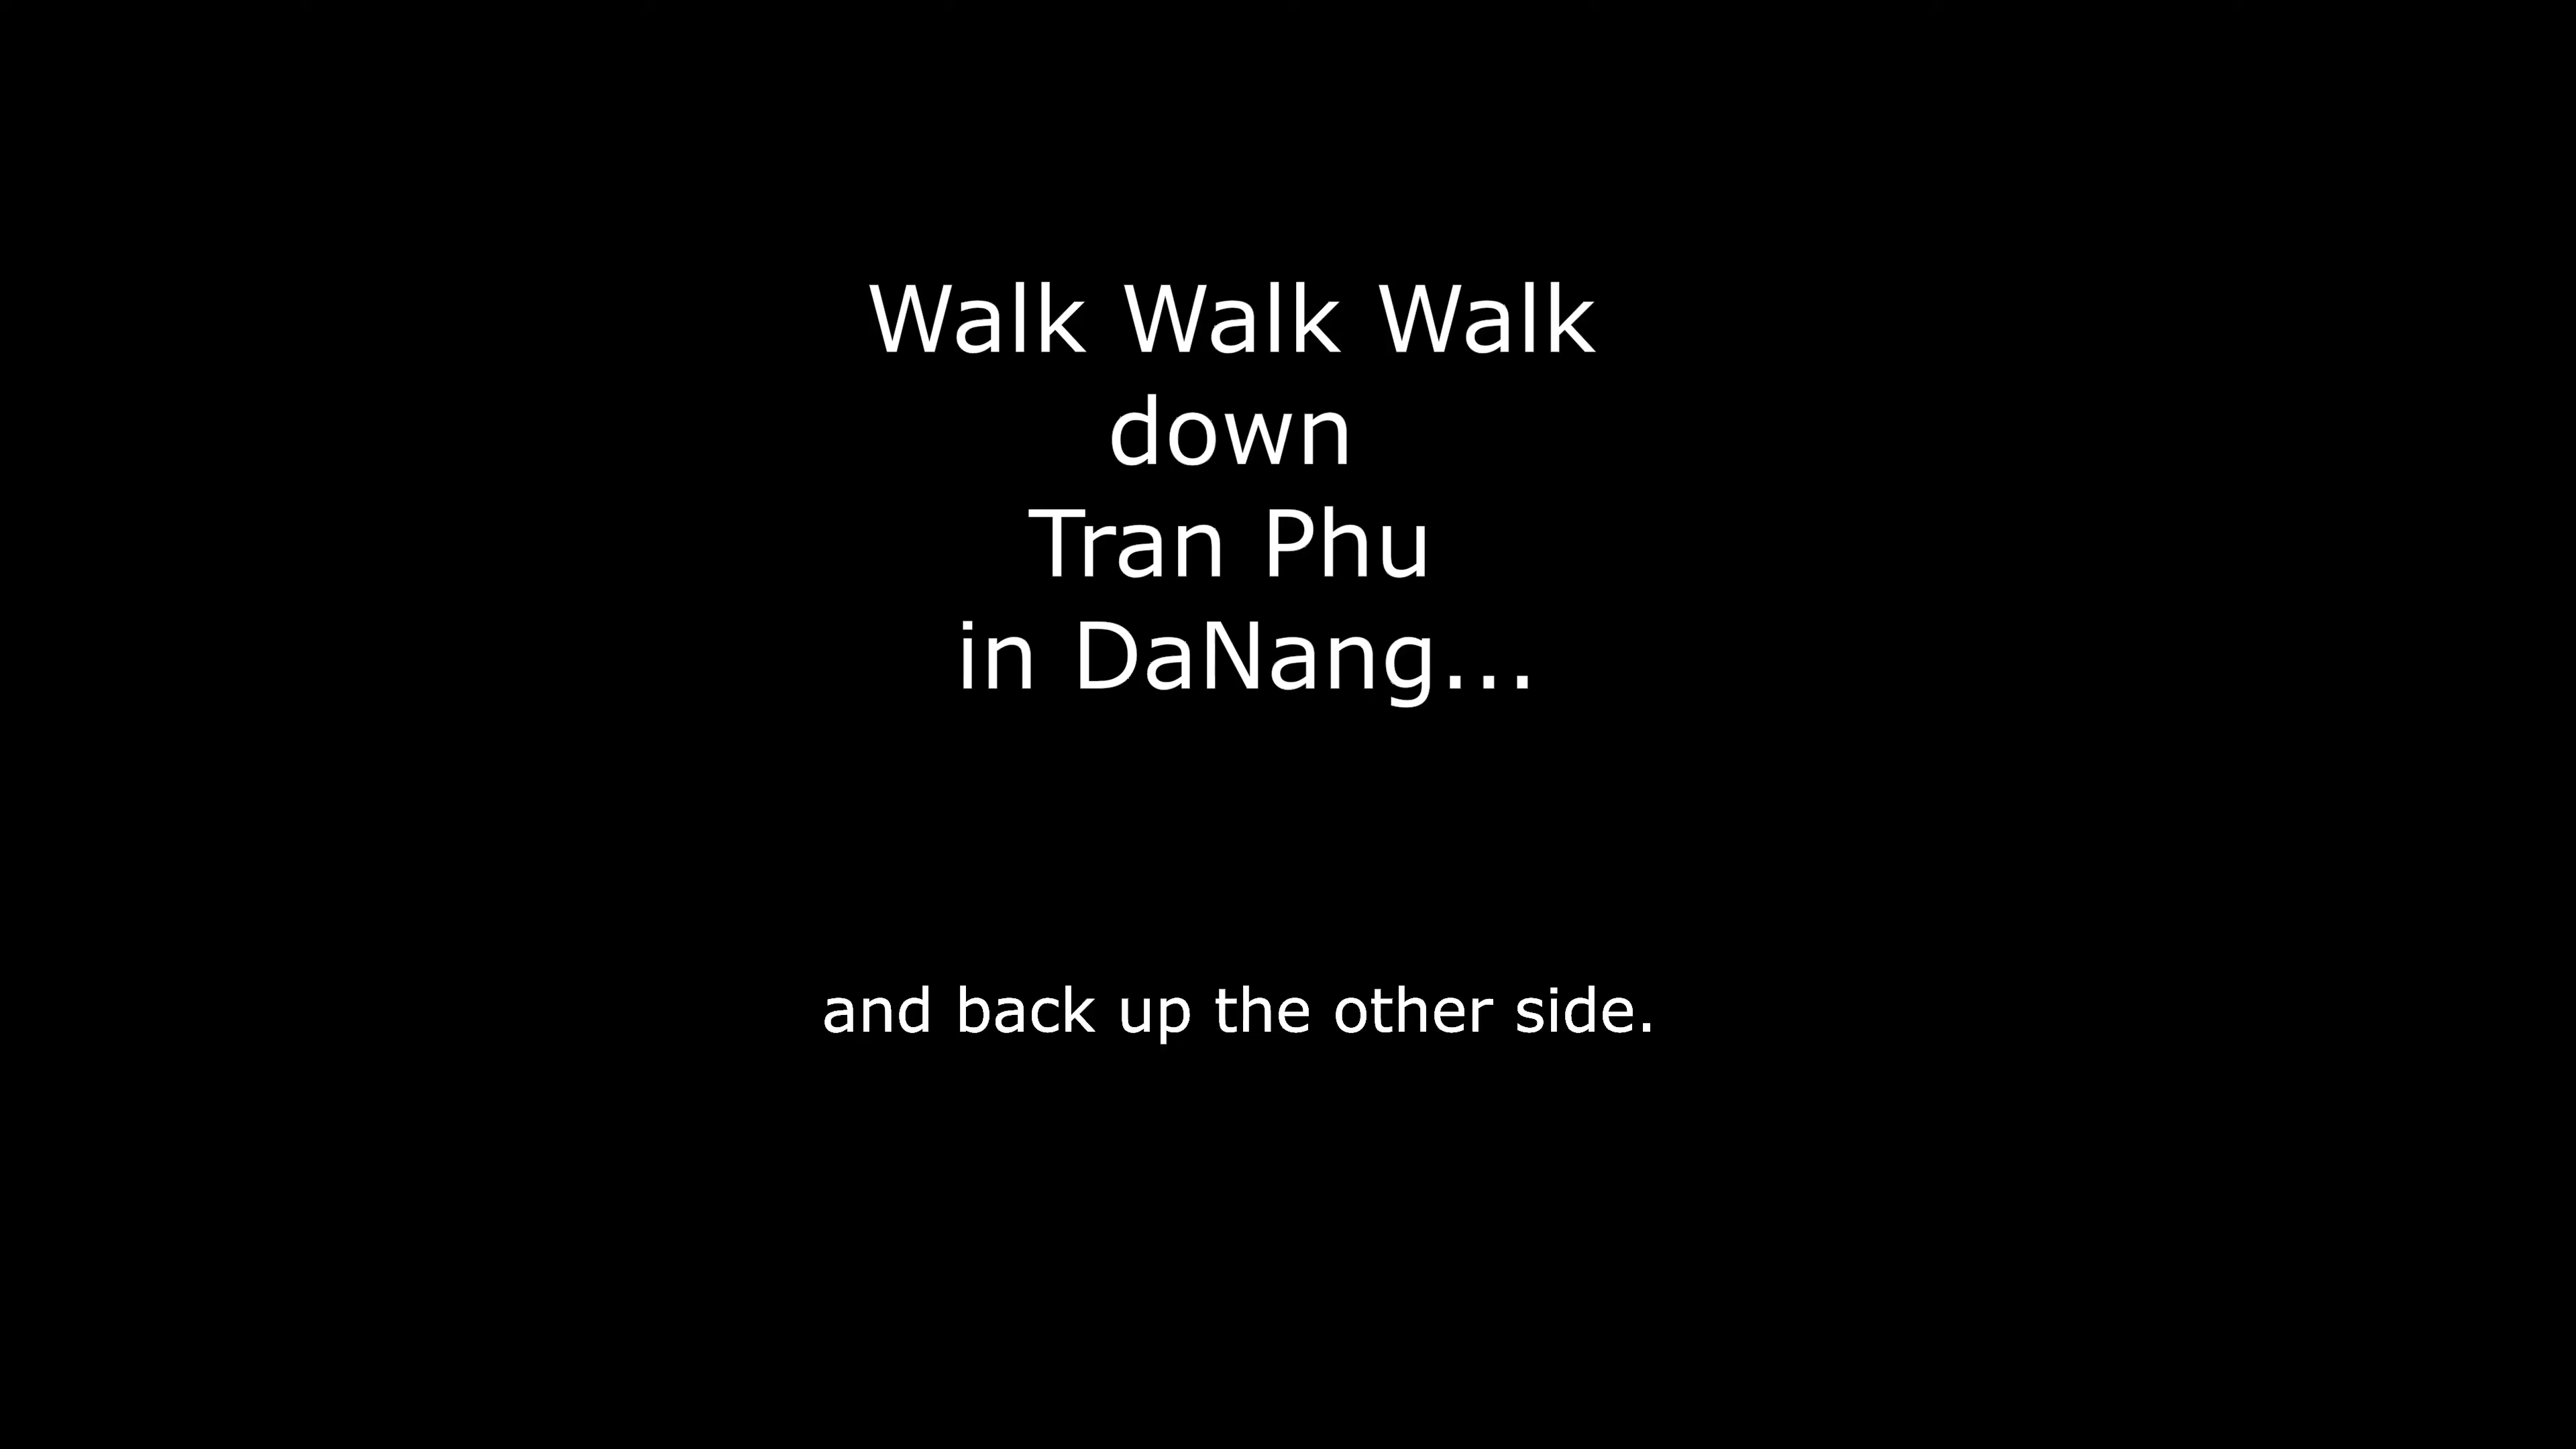 Walk Walk Walk
down
Tran Phu
in DaNang...
and back up the other side.